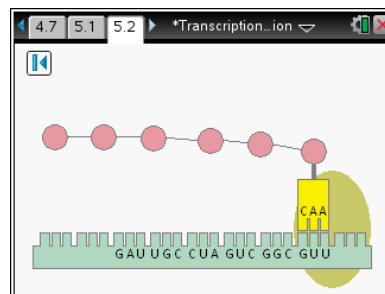 4.7 5.1 5.2 *Transcription…ion
CAA
GAU UGC CUA GUC GGC GUU